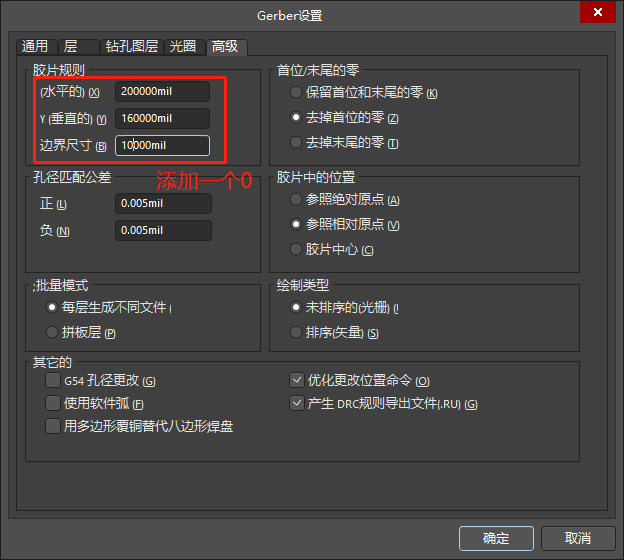 Gerber设置
通用 层 钻孔图层 光圈 高级
胶片规则
(水平的) (X) 200000mil
Y (垂直的) (Y) 160000mil
边界尺寸 (B) 10000mil
添加一个0
孔径匹配公差
正 (L) 0.005mil
负 (N) 0.005mil
;批量模式
每层生成不同文件 (
拼板层 (P)
首位/末尾的零
保留首位和末尾的零 (K)
去掉首位的零 (Z)
去掉末尾的零 (T)
胶片中的位置
参照绝对原点 (A)
参照相对原点 (V)
胶片中心 (C)
绘制类型
未排序的(光栅) (I
排序(矢量) (S)
其它的
G54 孔径更改 (G)
使用软件弧 (F)
用多边形覆铜替代八边形焊盘
优化更改位置命令 (O)
产生 DRC规则导出文件(.RU) (G)
确定 取消